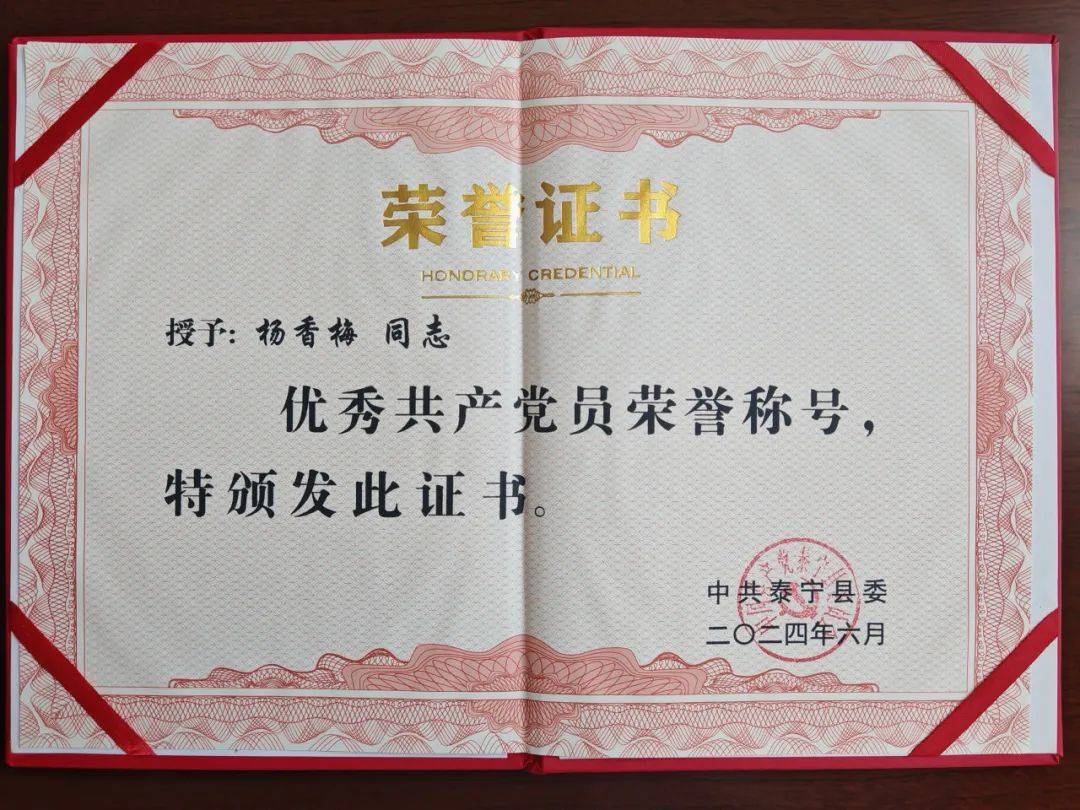 荣誉证书
HONORARY CREDENTIAL
授予：杨香梅 同志
优秀共产党员荣誉称号，
特颁发此证书。
中共泰宁县委
二〇二四年六月